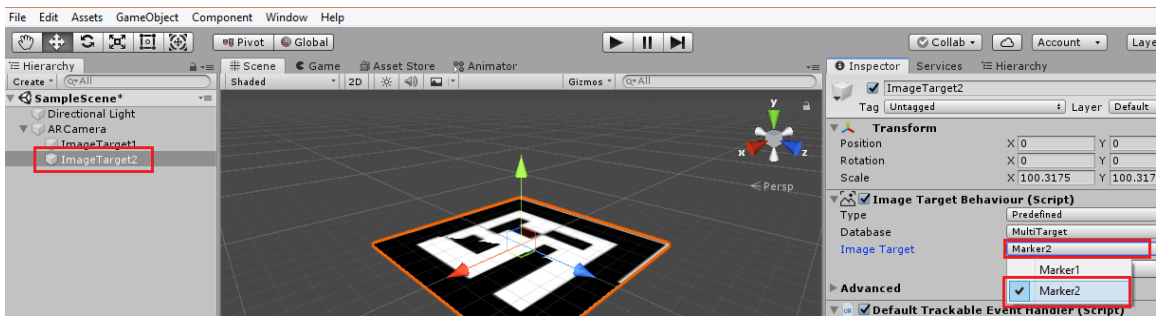 File Edit Assets GameObject Component Window Help
Pivot Global Collab Account Laye
Hierarchy Scene Game Asset Store Animator Inspector Services Hierarchy
Create All Shaded 2D Gizmos All ImageTarget2
SampleScene* Tag Untagged Layer Default
Directional Light y Transform
ARCamera Position X 0 Y 0
ImageTarget1 x z Rotation X 0 Y 0
ImageTarget2 Scale X 100.3175 Y 100.317
Persp
Image Target Behaviour (Script)
Type Predefined
Database MultiTarget
Image Target Marker2
Marker1
Advanced Marker2
Default Trackable Event Handler (Script)